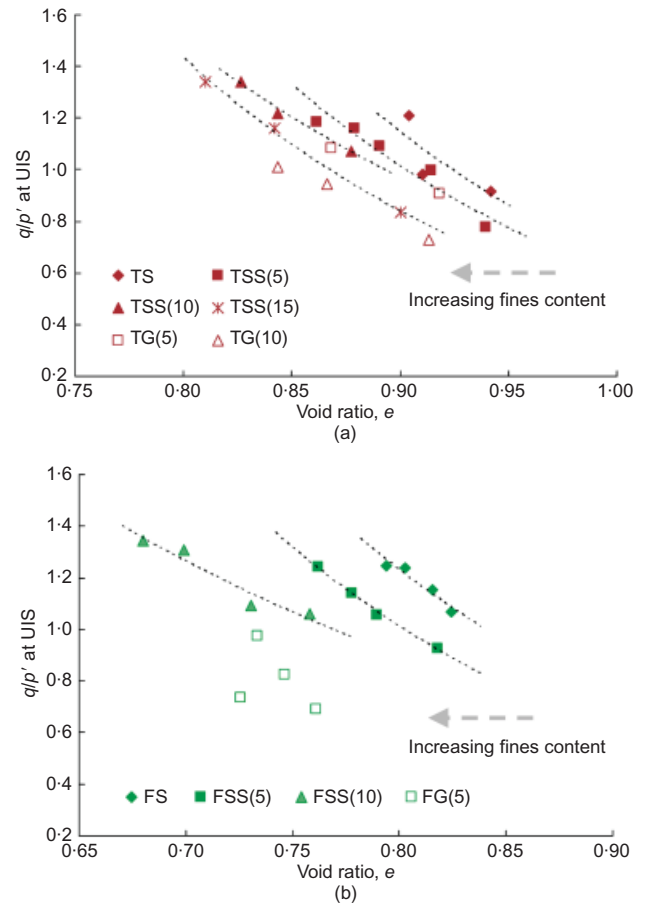 1·6
1·4
1·2
1·0
0·8
0·6
0·4
0·2
q/p′ at UIS
TS
TSS(5)
TSS(10)
TSS(15)
TG(5)
TG(10)
Increasing fines content
0·75
0·80
0·85
0·90
0·95
1·00
Void ratio, e
(a)
1·6
1·4
1·2
1·0
0·8
0·6
0·4
0·2
q/p′ at UIS
Increasing fines content
FS
FSS(5)
FSS(10)
FG(5)
0·65
0·70
0·75
0·80
0·85
0·90
Void ratio, e
(b)